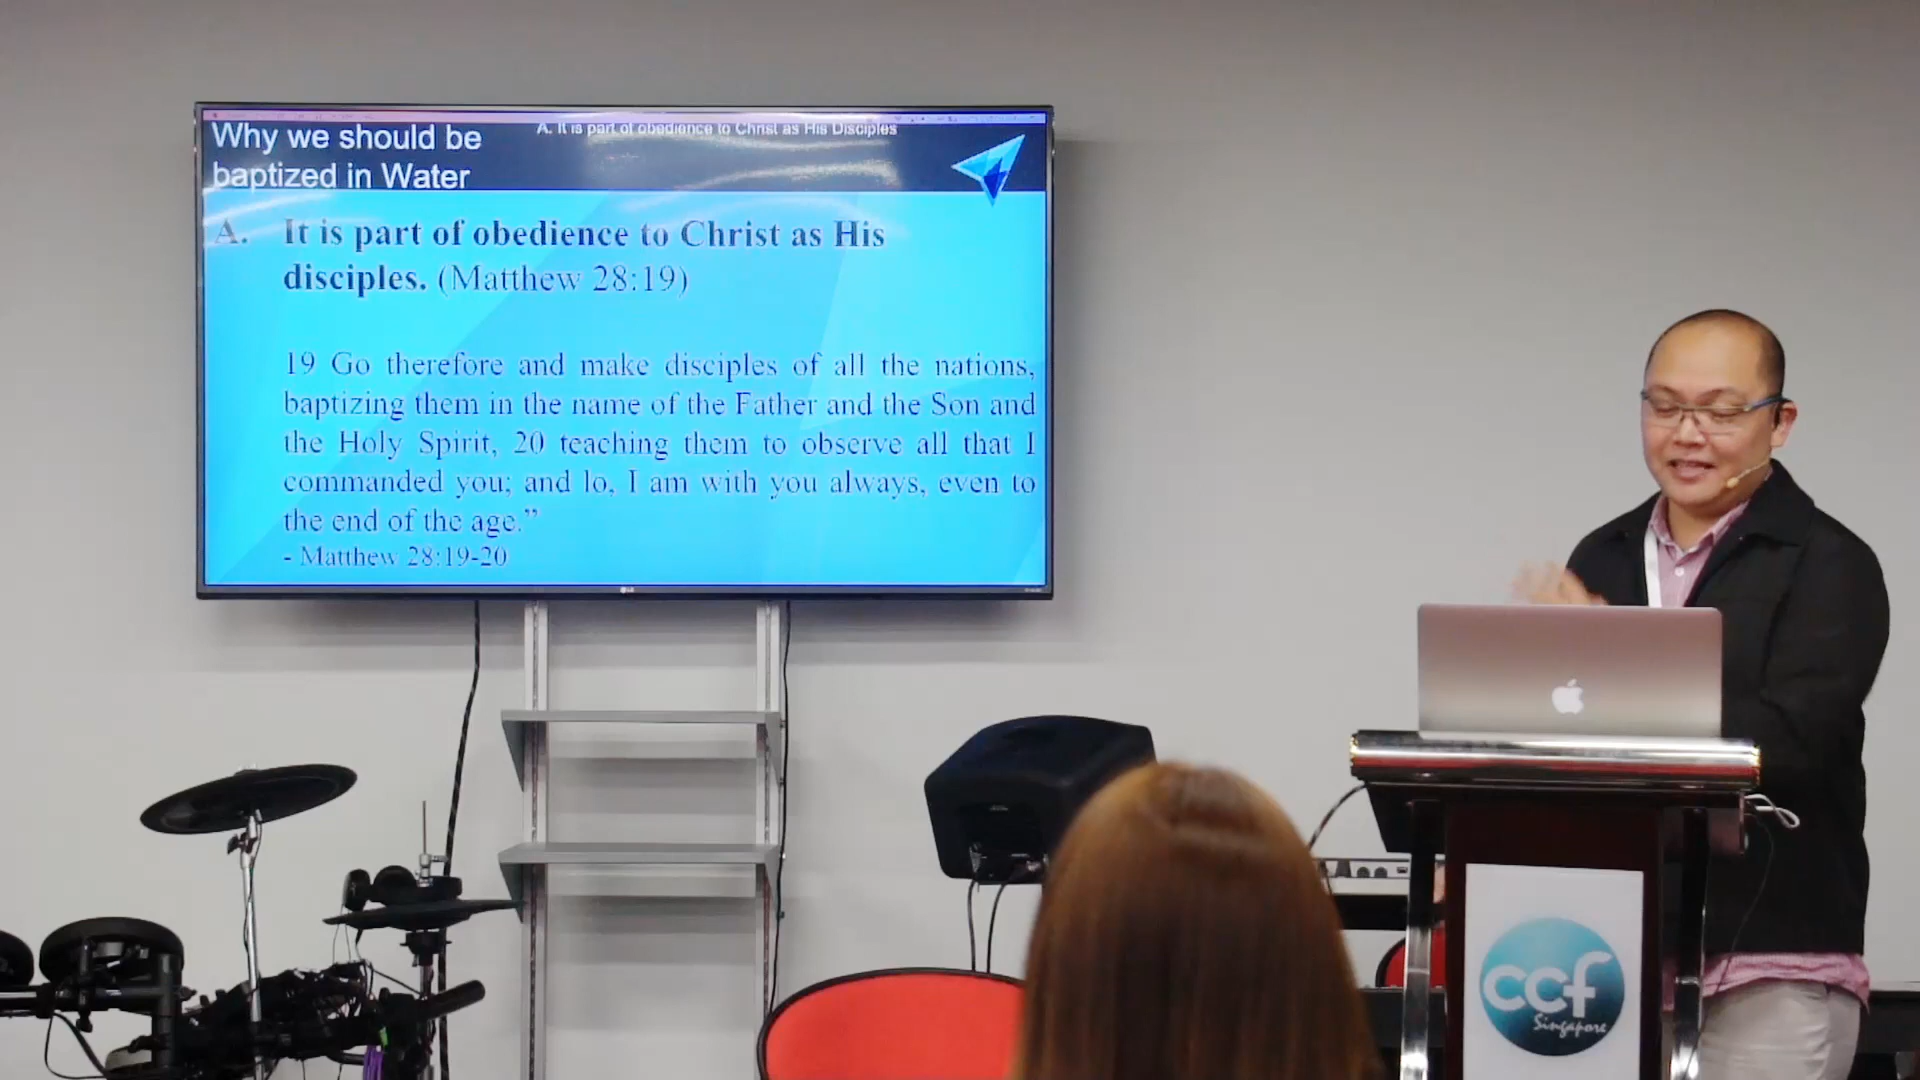 Why we should be
baptized in Water
A. It is part of obedience to Christ as His Disciples
A. It is part of obedience to Christ as His
disciples. (Matthew 28:19)
19 Go therefore and make disciples of all the nations,
baptizing them in the name of the Father and the Son and
the Holy Spirit, 20 teaching them to observe all that I
commanded you; and lo, I am with you always, even to
the end of the age.”
- Matthew 28:19-20
LG
ccf
Singapore